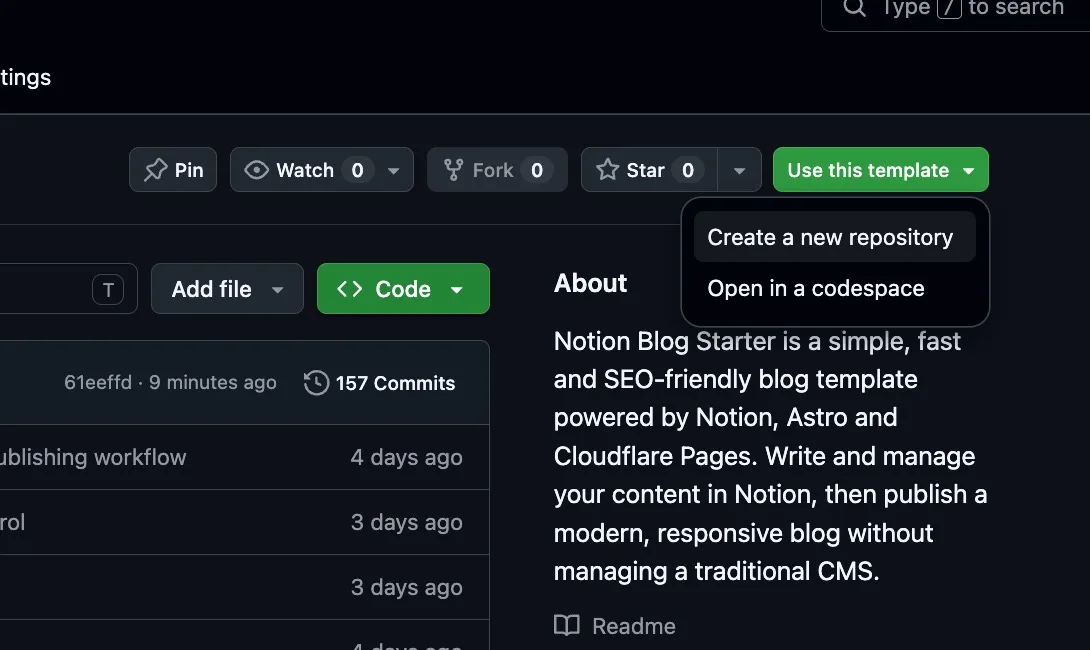 Type / to search
tings
Pin
Watch 0
Fork 0
Star 0
Use this template
Create a new repository
Open in a codespace
T
Add file
<> Code
About
Notion Blog Starter is a simple, fast
and SEO-friendly blog template
powered by Notion, Astro and
Cloudflare Pages. Write and manage
your content in Notion, then publish a
modern, responsive blog without
managing a traditional CMS.
Readme
61eeffd · 9 minutes ago
157 Commits
ublishing workflow
4 days ago
rol
3 days ago
3 days ago
4 days ago